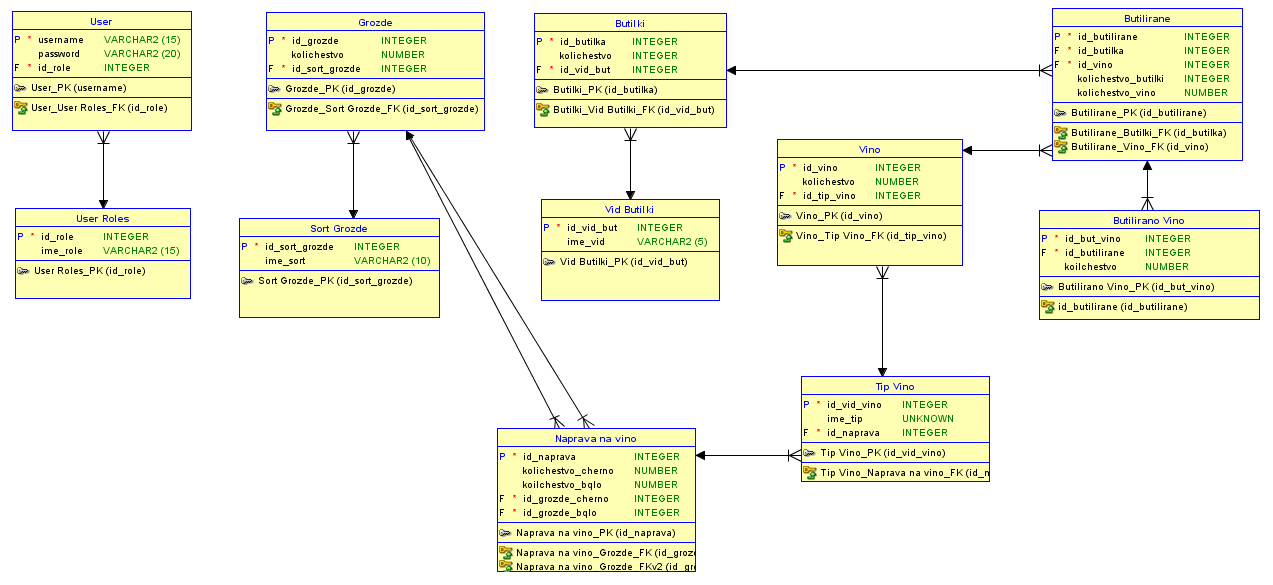 User
P * username VARCHAR2 (15)
password VARCHAR2 (20)
F * id_role INTEGER
User_PK (username)
User_User Roles_FK (id_role)
Grozde
P * id_grozde INTEGER
kolichestvo NUMBER
F * id_sort_grozde INTEGER
Grozde_PK (id_grozde)
Grozde_Sort Grozde_FK (id_sort_grozde)
Butilki
P * id_butilka INTEGER
kolichestvo INTEGER
F * id_vid_but INTEGER
Butilki_PK (id_butilka)
Butilki_Vid Butilki_FK (id_vid_but)
Butilirane
P * id_butilirane INTEGER
F * id_butilka INTEGER
F * id_vino INTEGER
kolichestvo_butilki INTEGER
kolichestvo_vino NUMBER
Butilirane_PK (id_butilirane)
Butilirane_Butilki_FK (id_butilka)
Butilirane_Vino_FK (id_vino)
Vino
P * id_vino INTEGER
kolichestvo NUMBER
F * id_tip_vino INTEGER
Vino_PK (id_vino)
Vino_Tip Vino_FK (id_tip_vino)
User Roles
P * id_role INTEGER
ime_role VARCHAR2 (15)
User Roles_PK (id_role)
Sort Grozde
P * id_sort_grozde INTEGER
ime_sort VARCHAR2 (10)
Sort Grozde_PK (id_sort_grozde)
Vid Butilki
P * id_vid_but INTEGER
ime_vid VARCHAR2 (5)
Vid Butilki_PK (id_vid_but)
Butilirano Vino
P * id_but_vino INTEGER
F * id_butilirane INTEGER
koilchestvo NUMBER
Butilirano Vino_PK (id_but_vino)
id_butilirane (id_butilirane)
Tip Vino
P * id_vid_vino INTEGER
ime_tip UNKNOWN
F * id_naprava INTEGER
Tip Vino_PK (id_vid_vino)
Tip Vino_Naprava na vino_FK (id_n
Naprava na vino
P * id_naprava INTEGER
kolichestvo_cherno NUMBER
koilchestvo_bqlo NUMBER
F * id_grozde_cherno INTEGER
F * id_grozde_bqlo INTEGER
Naprava na vino_PK (id_naprava)
Naprava na vino_Grozde_FK (id_groz
Naprava na vino_Grozde_FKv2 (id_gr